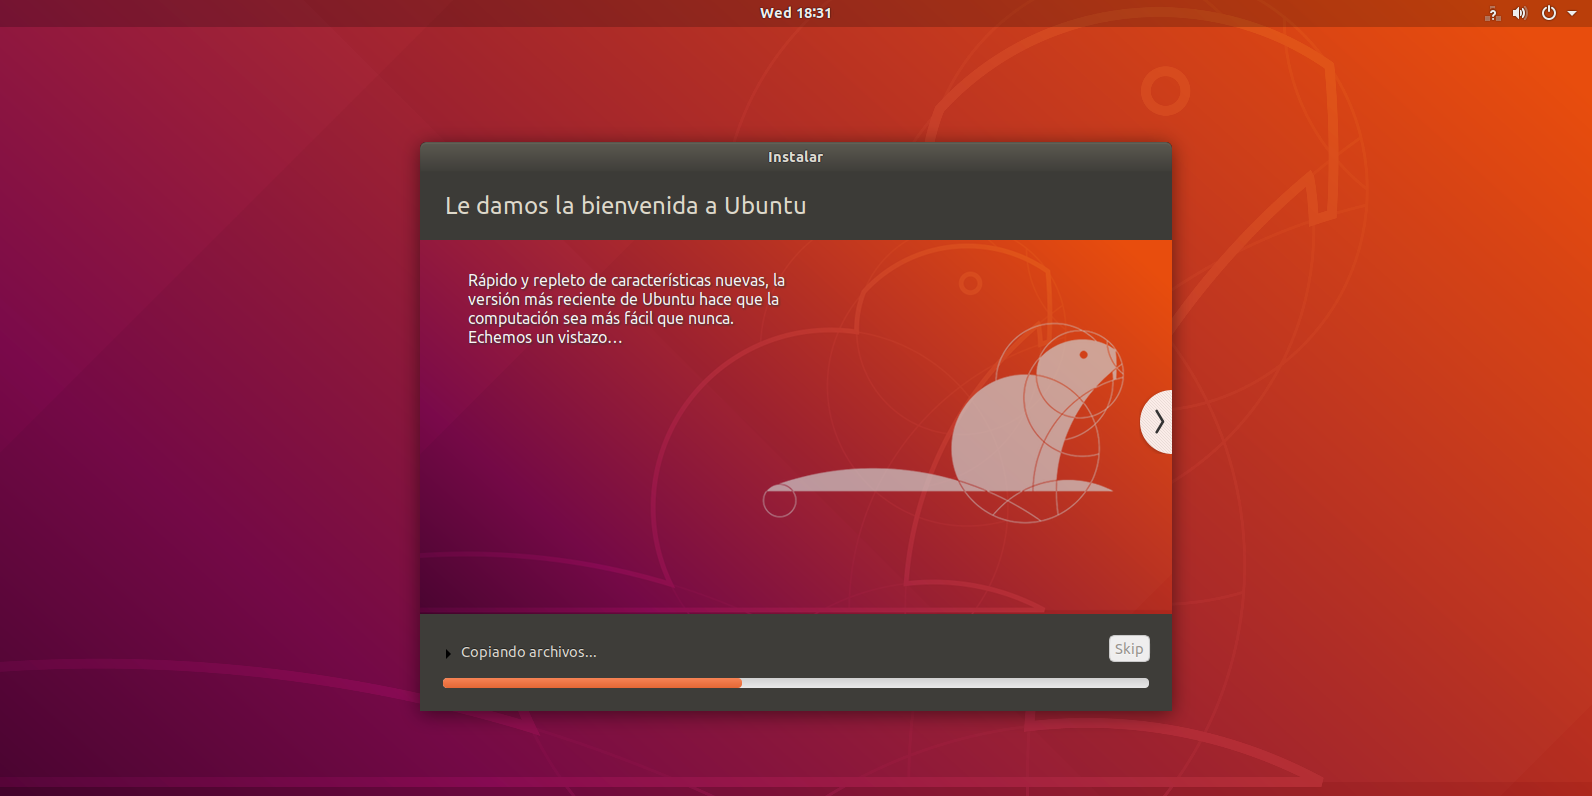 Wed 18:31
?
Instalar
Le damos la bienvenida a Ubuntu
Rápido y repleto de características nuevas, la
versión más reciente de Ubuntu hace que la
computación sea más fácil que nunca.
Echemos un vistazo…
Copiando archivos...
Skip